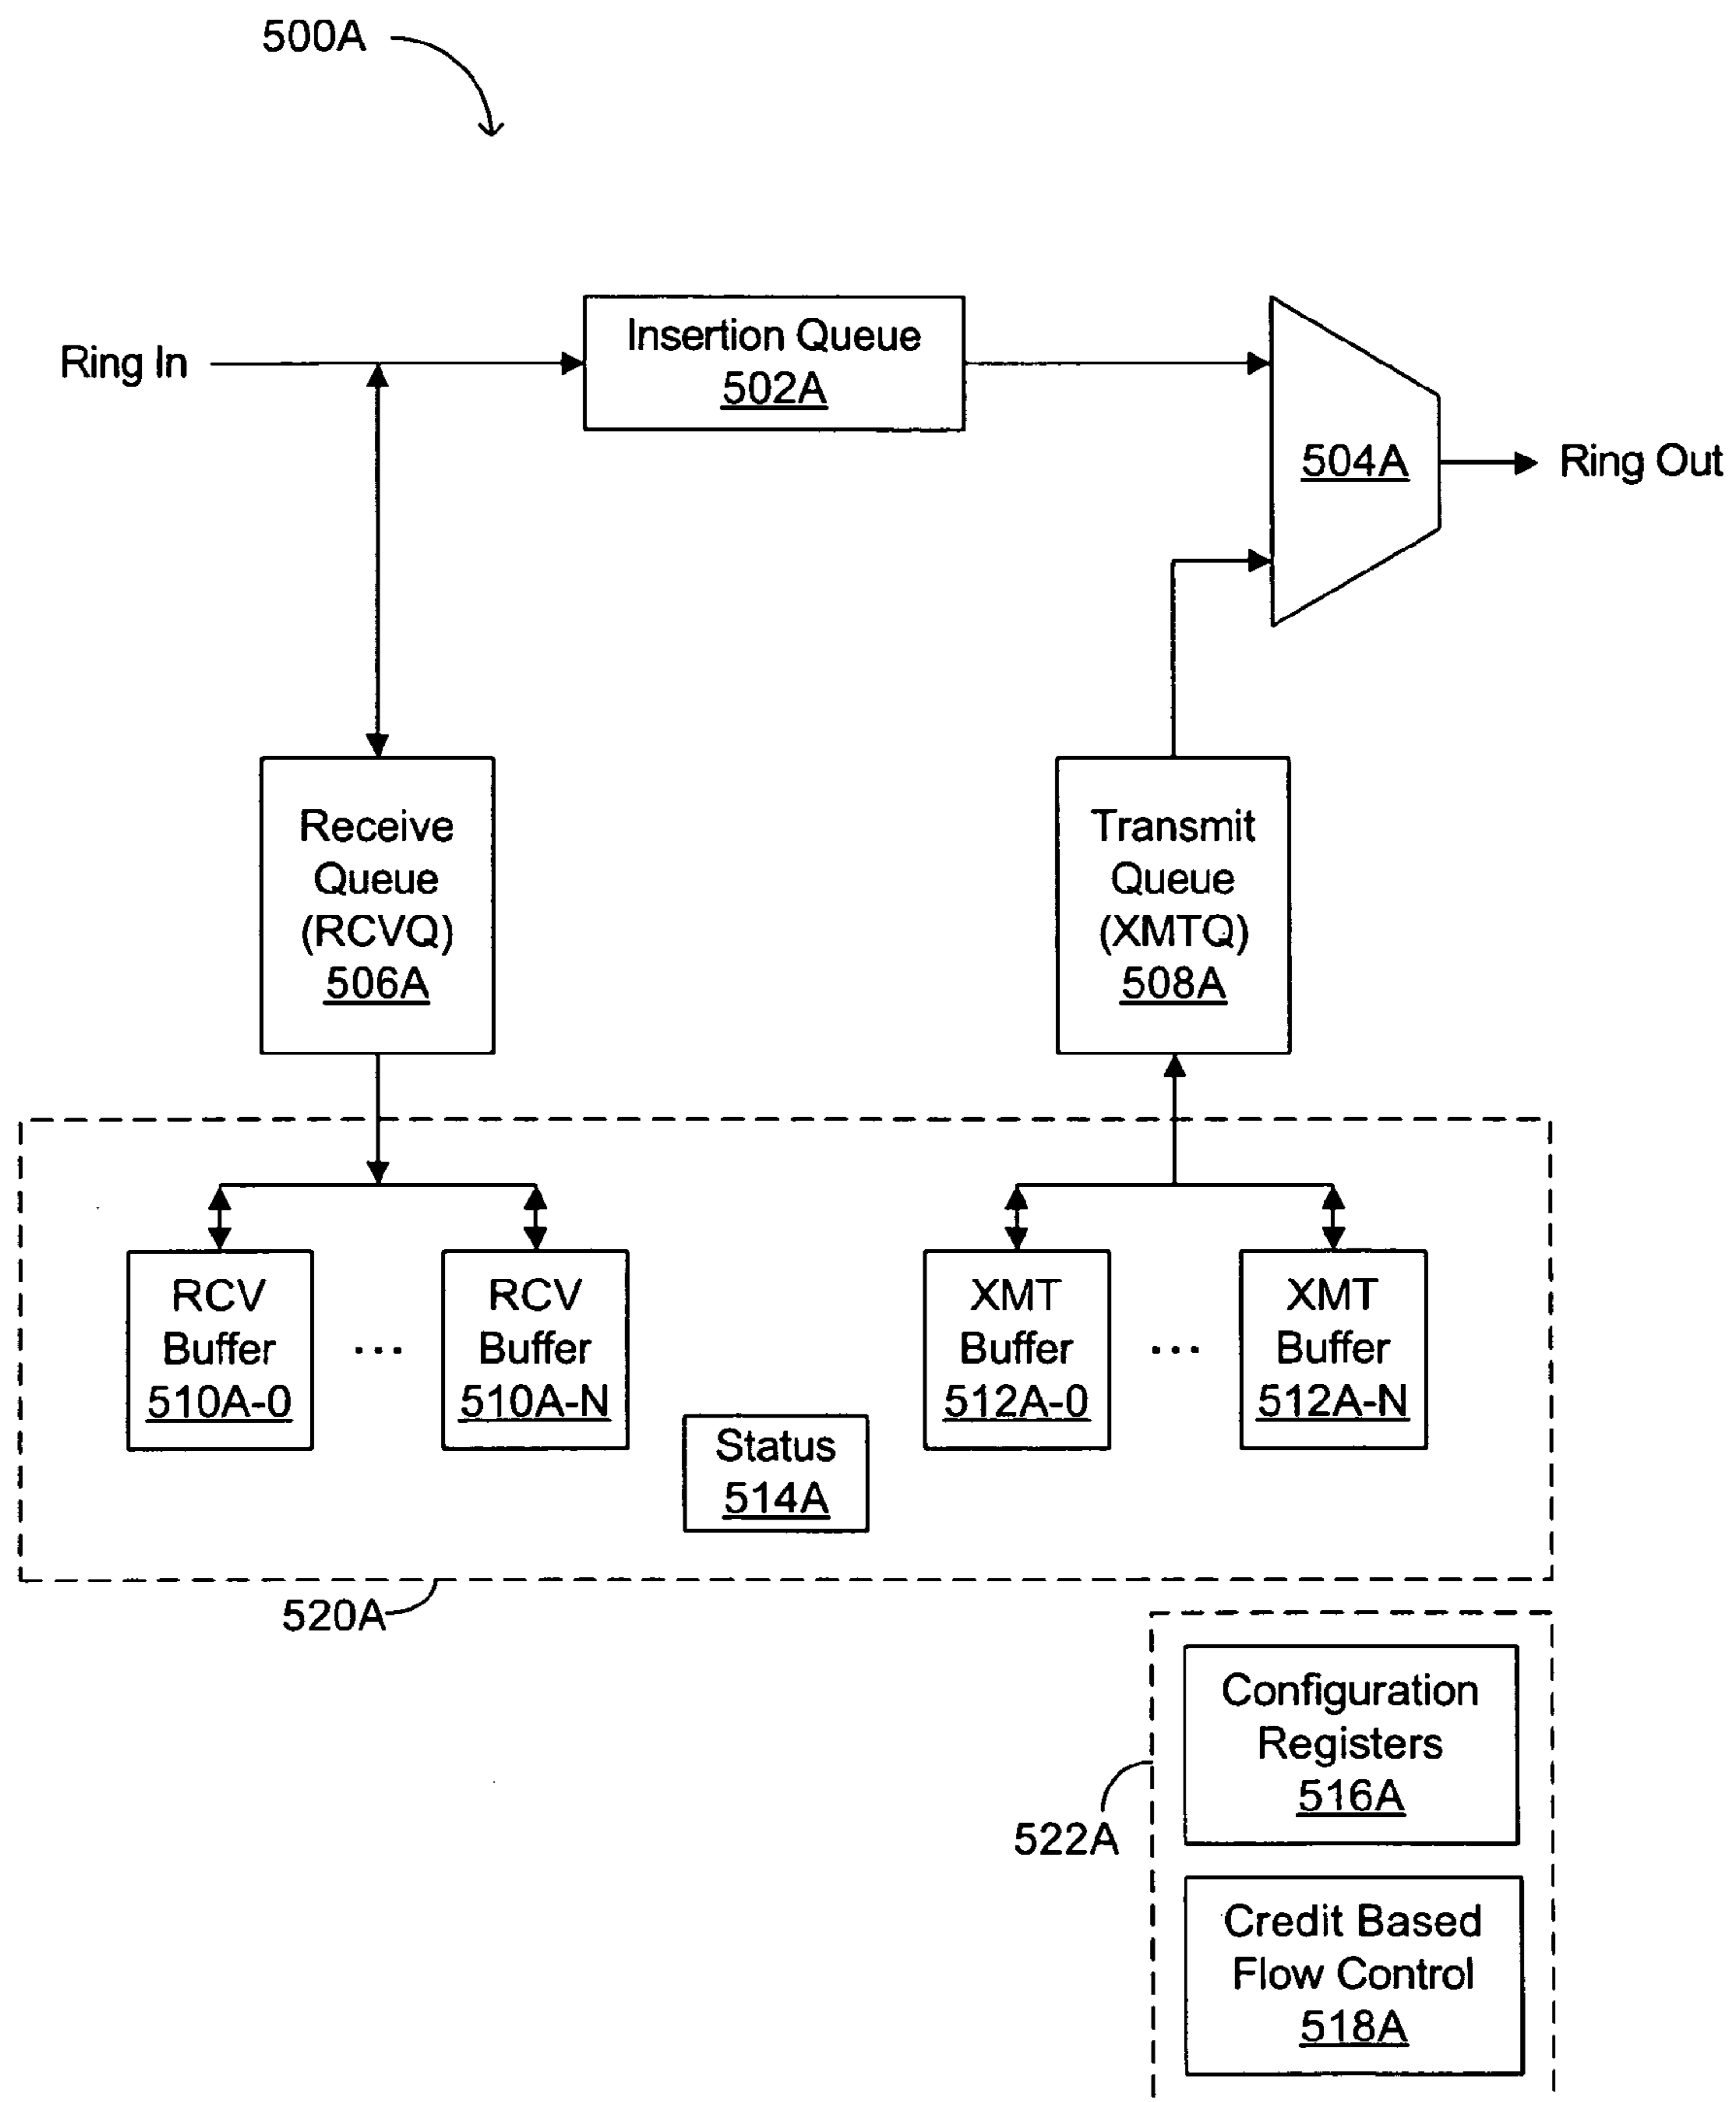 500A
Ring In
Insertion Queue
502A
504A
Ring Out
Receive
Queue
(RCVQ)
506A
Transmit
Queue
(XMTQ)
508A
RCV
Buffer
510A-0
...
RCV
Buffer
510A-N
Status
514A
XMT
Buffer
512A-0
...
XMT
Buffer
512A-N
520A
522A
Configuration
Registers
516A
Credit Based
Flow Control
518A